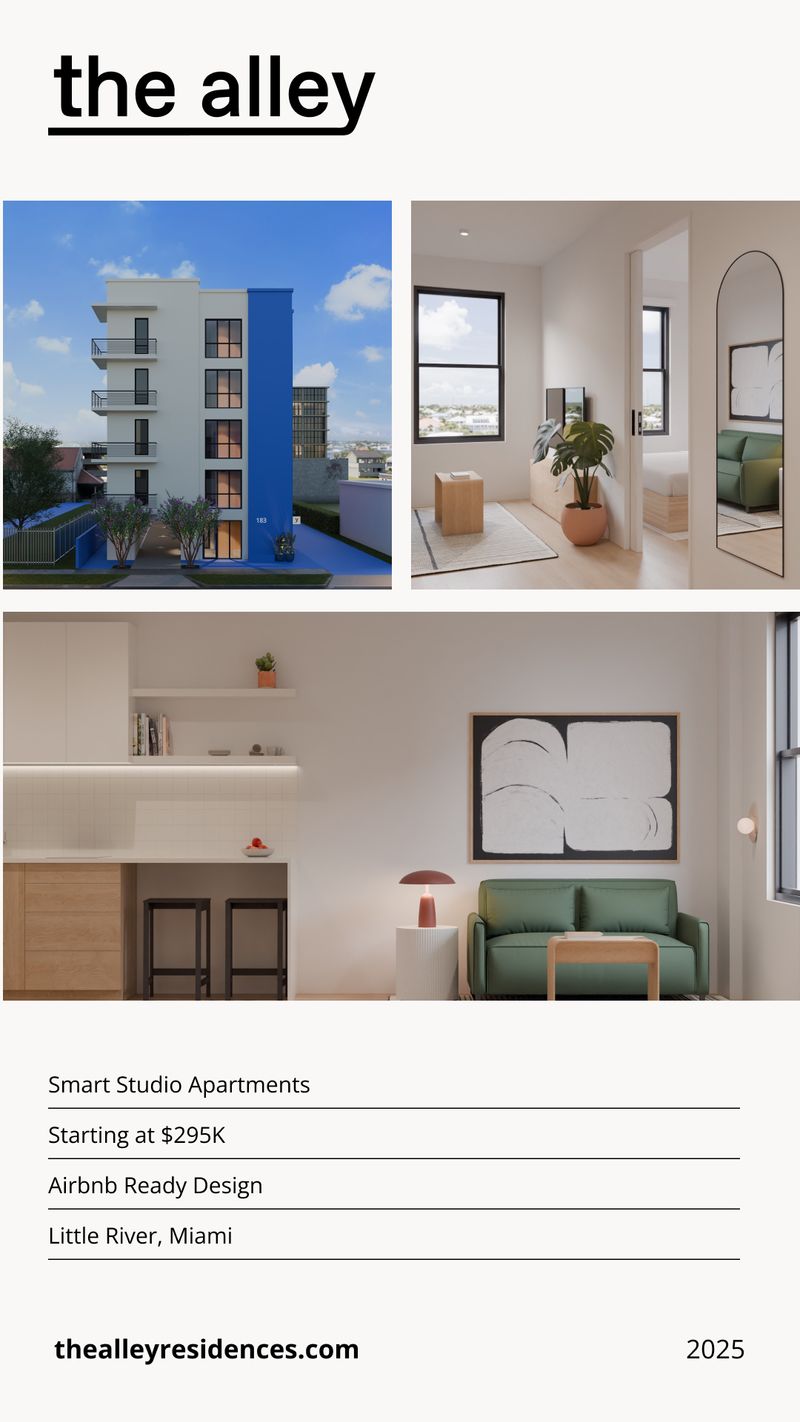 the alley
183
Smart Studio Apartments
Starting at $295K
Airbnb Ready Design
Little River, Miami
thealleyresidences.com
2025